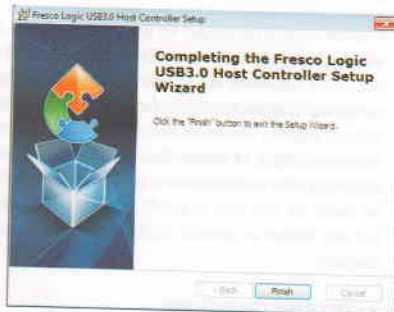 Fresco Logic USB3.0 Host Controller Setup
Completing the Fresco Logic
USB3.0 Host Controller Setup
Wizard
Click the "Finish" button to exit the Setup Wizard.
< Back
Finish
Cancel